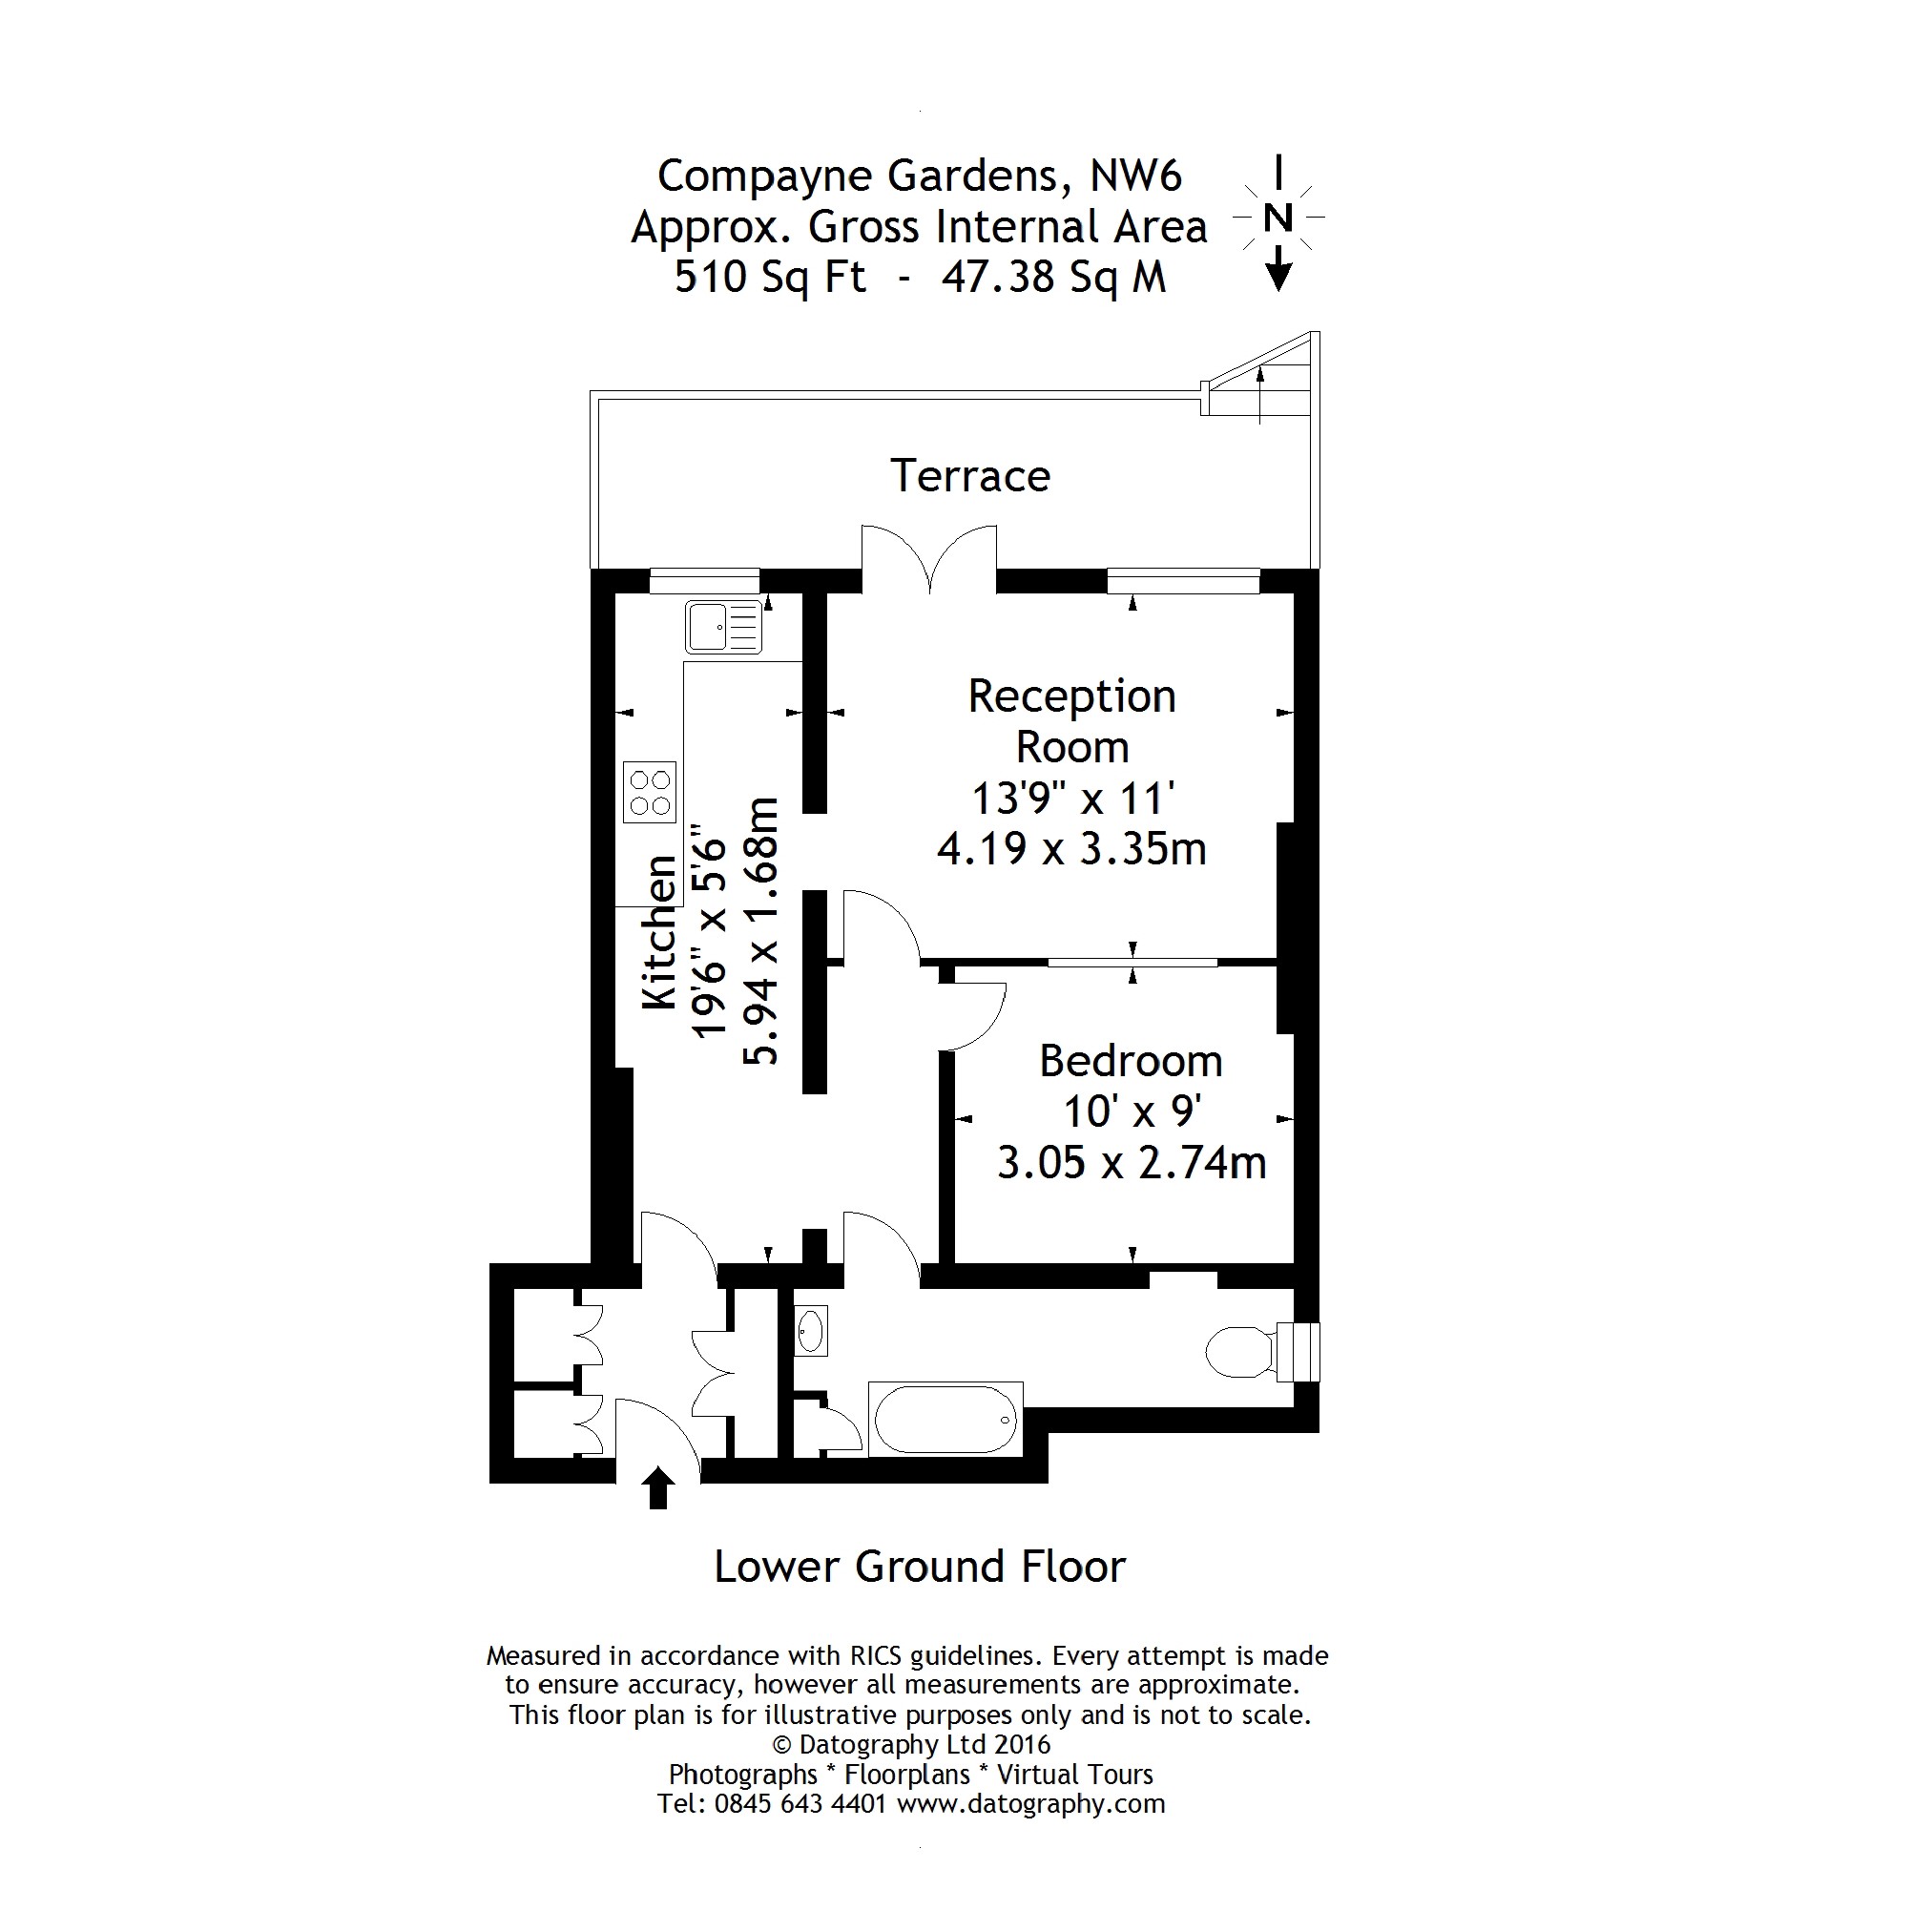 Compayne Gardens, NW6
Approx. Gross Internal Area
510 Sq Ft  -  47.38 Sq M
N
Terrace
Reception
Room
13'9" x 11'
4.19 x 3.35m
Kitchen
19'6" x 5'6"
5.94 x 1.68m
Bedroom
10' x 9'
3.05 x 2.74m
Lower Ground Floor
Measured in accordance with RICS guidelines. Every attempt is made
to ensure accuracy, however all measurements are approximate.
This floor plan is for illustrative purposes only and is not to scale.
© Datography Ltd 2016
Photographs * Floorplans * Virtual Tours
Tel: 0845 643 4401 www.datography.com